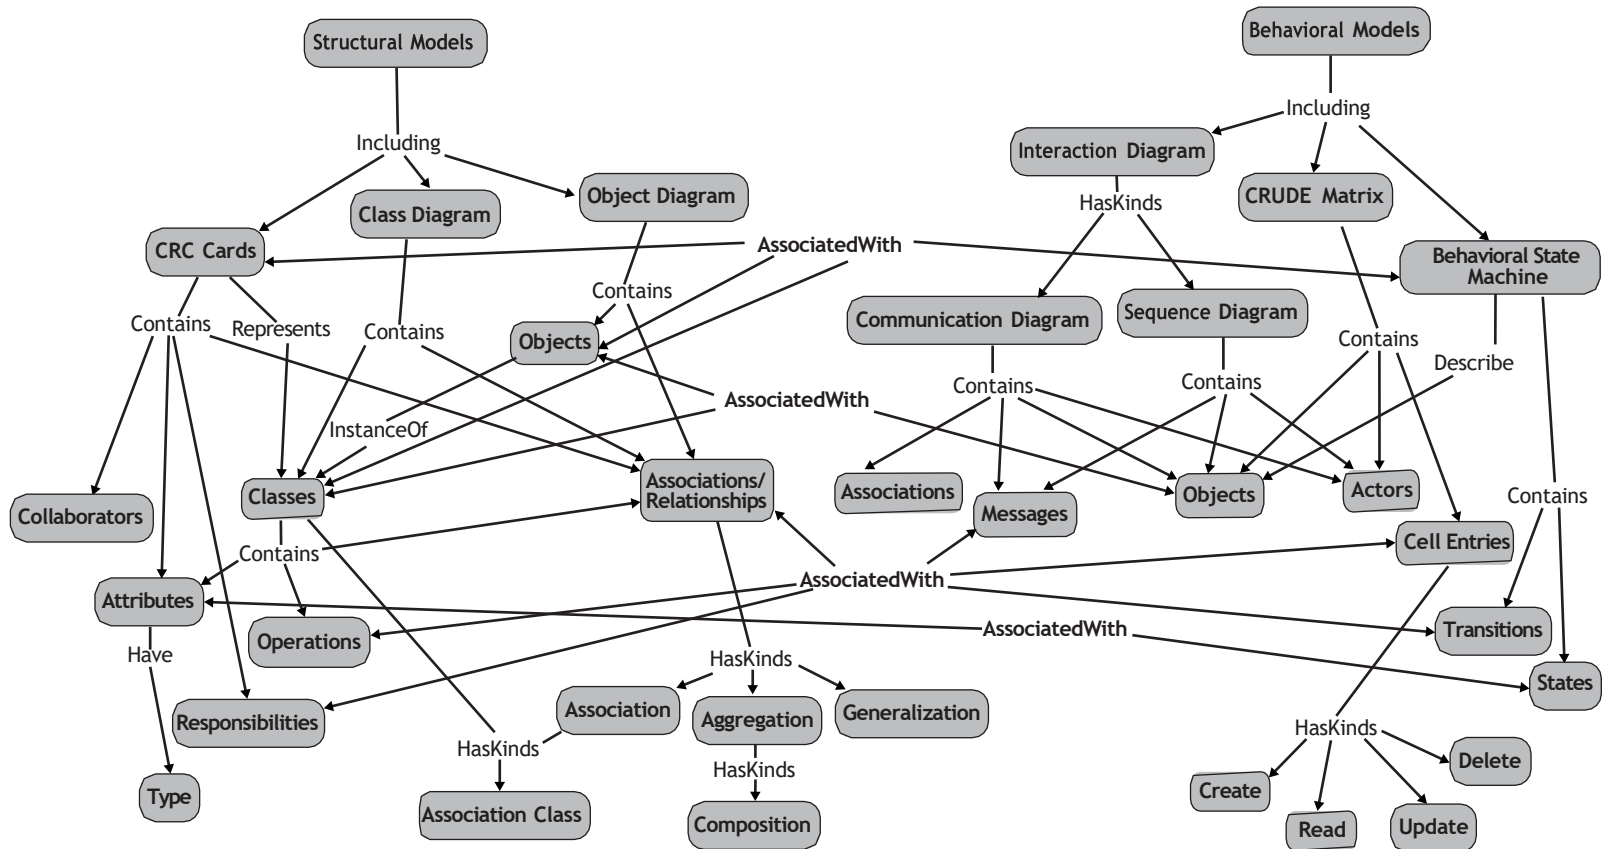 Structural Models
Behavioral Models
Including
Including
Interaction Diagram
Object Diagram
CRUDE Matrix
HasKinds
Class Diagram
CRC Cards
AssociatedWith
Behavioral State
Machine
Contains
Communication Diagram
Sequence Diagram
Contains
Represents
Contains
Objects
Contains
Describe
Contains
Contains
AssociatedWith
InstanceOf
Collaborators
Classes
Associations/
Relationships
Associations
Messages
Objects
Actors
Contains
Cell Entries
Contains
AssociatedWith
Attributes
Operations
AssociatedWith
Transitions
Have
HasKinds
States
Responsibilities
Association
Aggregation
Generalization
HasKinds
HasKinds
HasKinds
Delete
Type
Association Class
Composition
Create
Read
Update